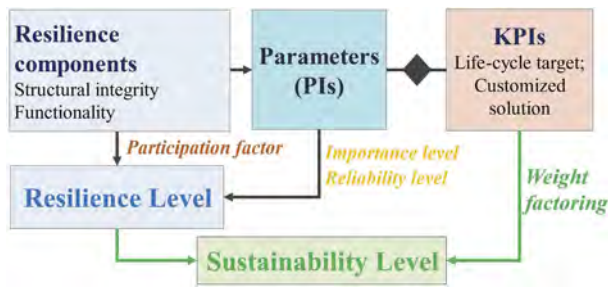 Resilience
components
Structural integrity
Functionality
Parameters
(PIs)
KPIs
Life-cycle target;
Customized
solution
Participation factor
Importance level
Reliability level
Weight
factoring
Resilience Level
Sustainability Level